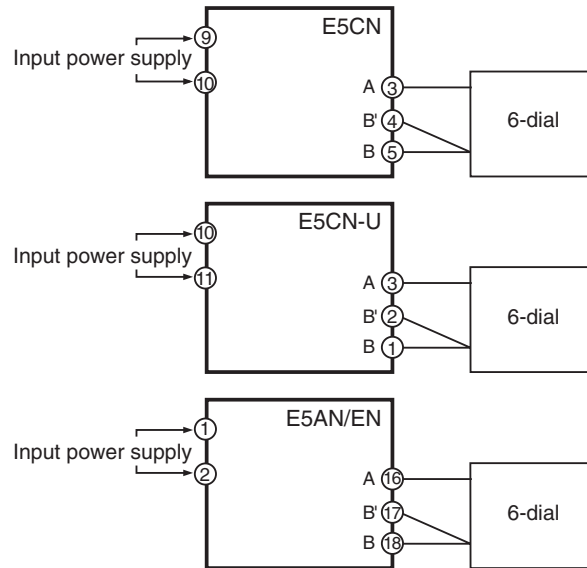 E5CN
9
Input power supply
10
A 3
B' 4
B 5
6-dial
E5CN-U
10
Input power supply
11
A 3
B' 2
B 1
6-dial
E5AN/EN
1
Input power supply
2
A 16
B' 17
B 18
6-dial